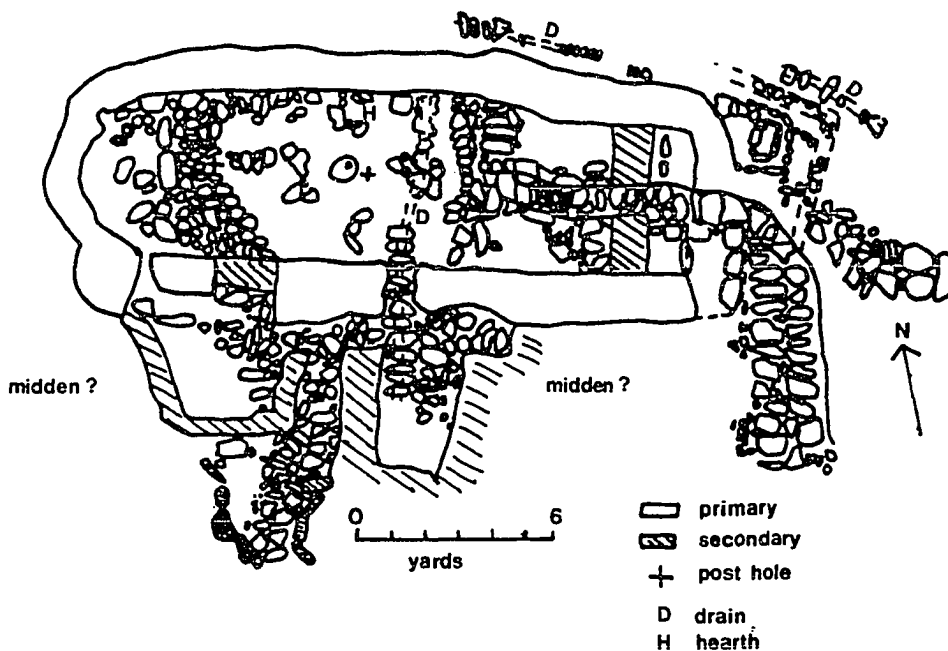 D
D
H
D
N
midden ?
midden ?
0 6
yards
primary
secondary
post hole
D drain
H hearth